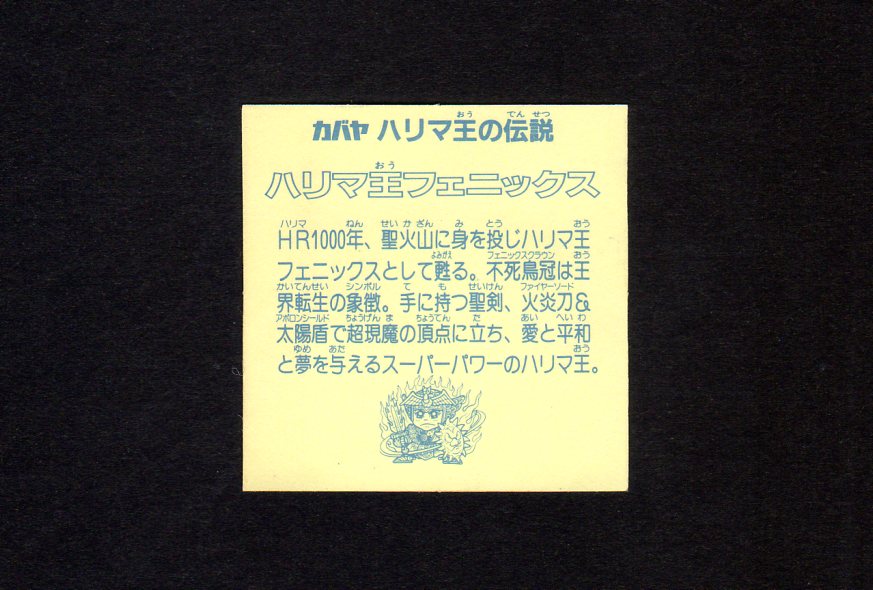 カバヤ ハリマ王の伝説
ハリマ王フェニックス
HR1000年、聖火山に身を投じハリマ王
フェニックスとして甦る。不死鳥冠は王
界転生の象徴。手に持つ聖剣、火炎刀&
太陽盾で超現魔の頂点に立ち、愛と平和
と夢を与えるスーパーパワーのハリマ王。